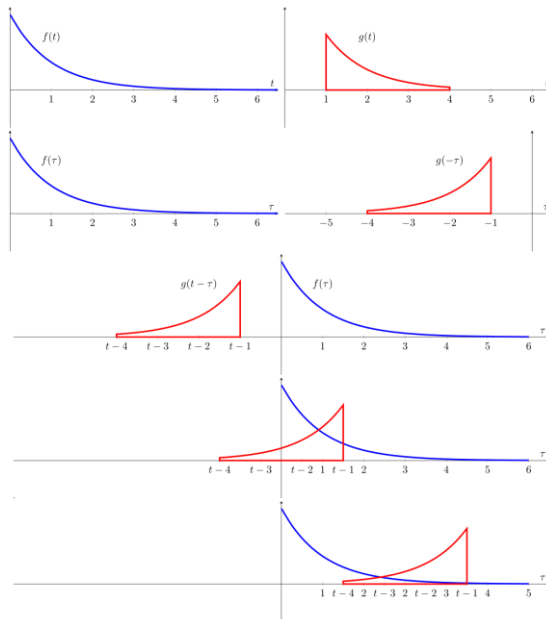 f(t) g(t)
t t
1 2 3 4 5 6 1 2 3 4 5 6
f(τ) g(−τ)
τ τ
1 2 3 4 5 6 −5 −4 −3 −2 −1
g(t − τ) f(τ)
τ
t − 4 t − 3 t − 2 t − 1 1 2 3 4 5 6
τ
t − 4 t − 3 t − 2 1 t − 1 2 3 4 5 6
τ
1 t − 4 2 t − 3 2 t − 2 3 t − 1 4 5